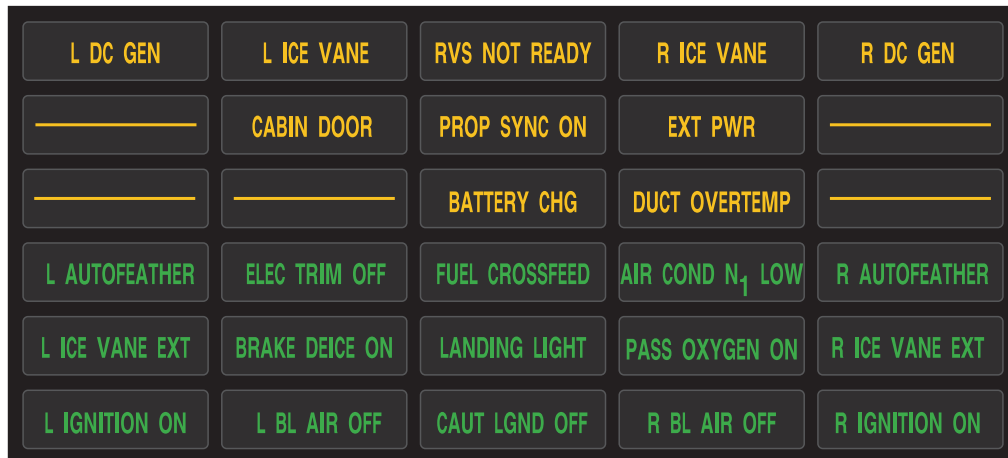 L DC GEN
L ICE VANE
RVS NOT READY
R ICE VANE
R DC GEN
CABIN DOOR
PROP SYNC ON
EXT PWR
BATTERY CHG
DUCT OVERTEMP
L AUTOFEATHER
ELEC TRIM OFF
FUEL CROSSFEED
AIR COND N1 LOW
R AUTOFEATHER
L ICE VANE EXT
BRAKE DEICE ON
LANDING LIGHT
PASS OXYGEN ON
R ICE VANE EXT
L IGNITION ON
L BL AIR OFF
CAUT LGND OFF
R BL AIR OFF
R IGNITION ON